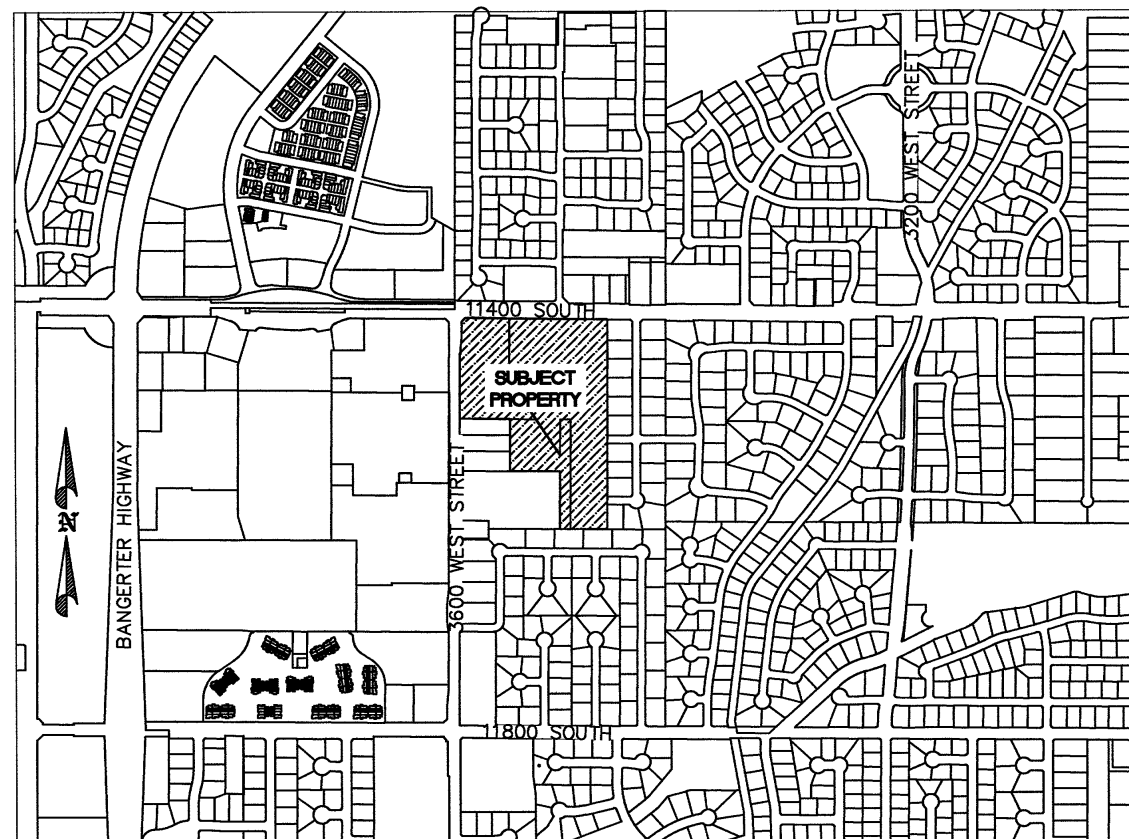 3200 WEST STREET
11400 SOUTH
SUBJECT
PROPERTY
BANGERTER HIGHWAY
N
3600 WEST STREET
11800 SOUTH